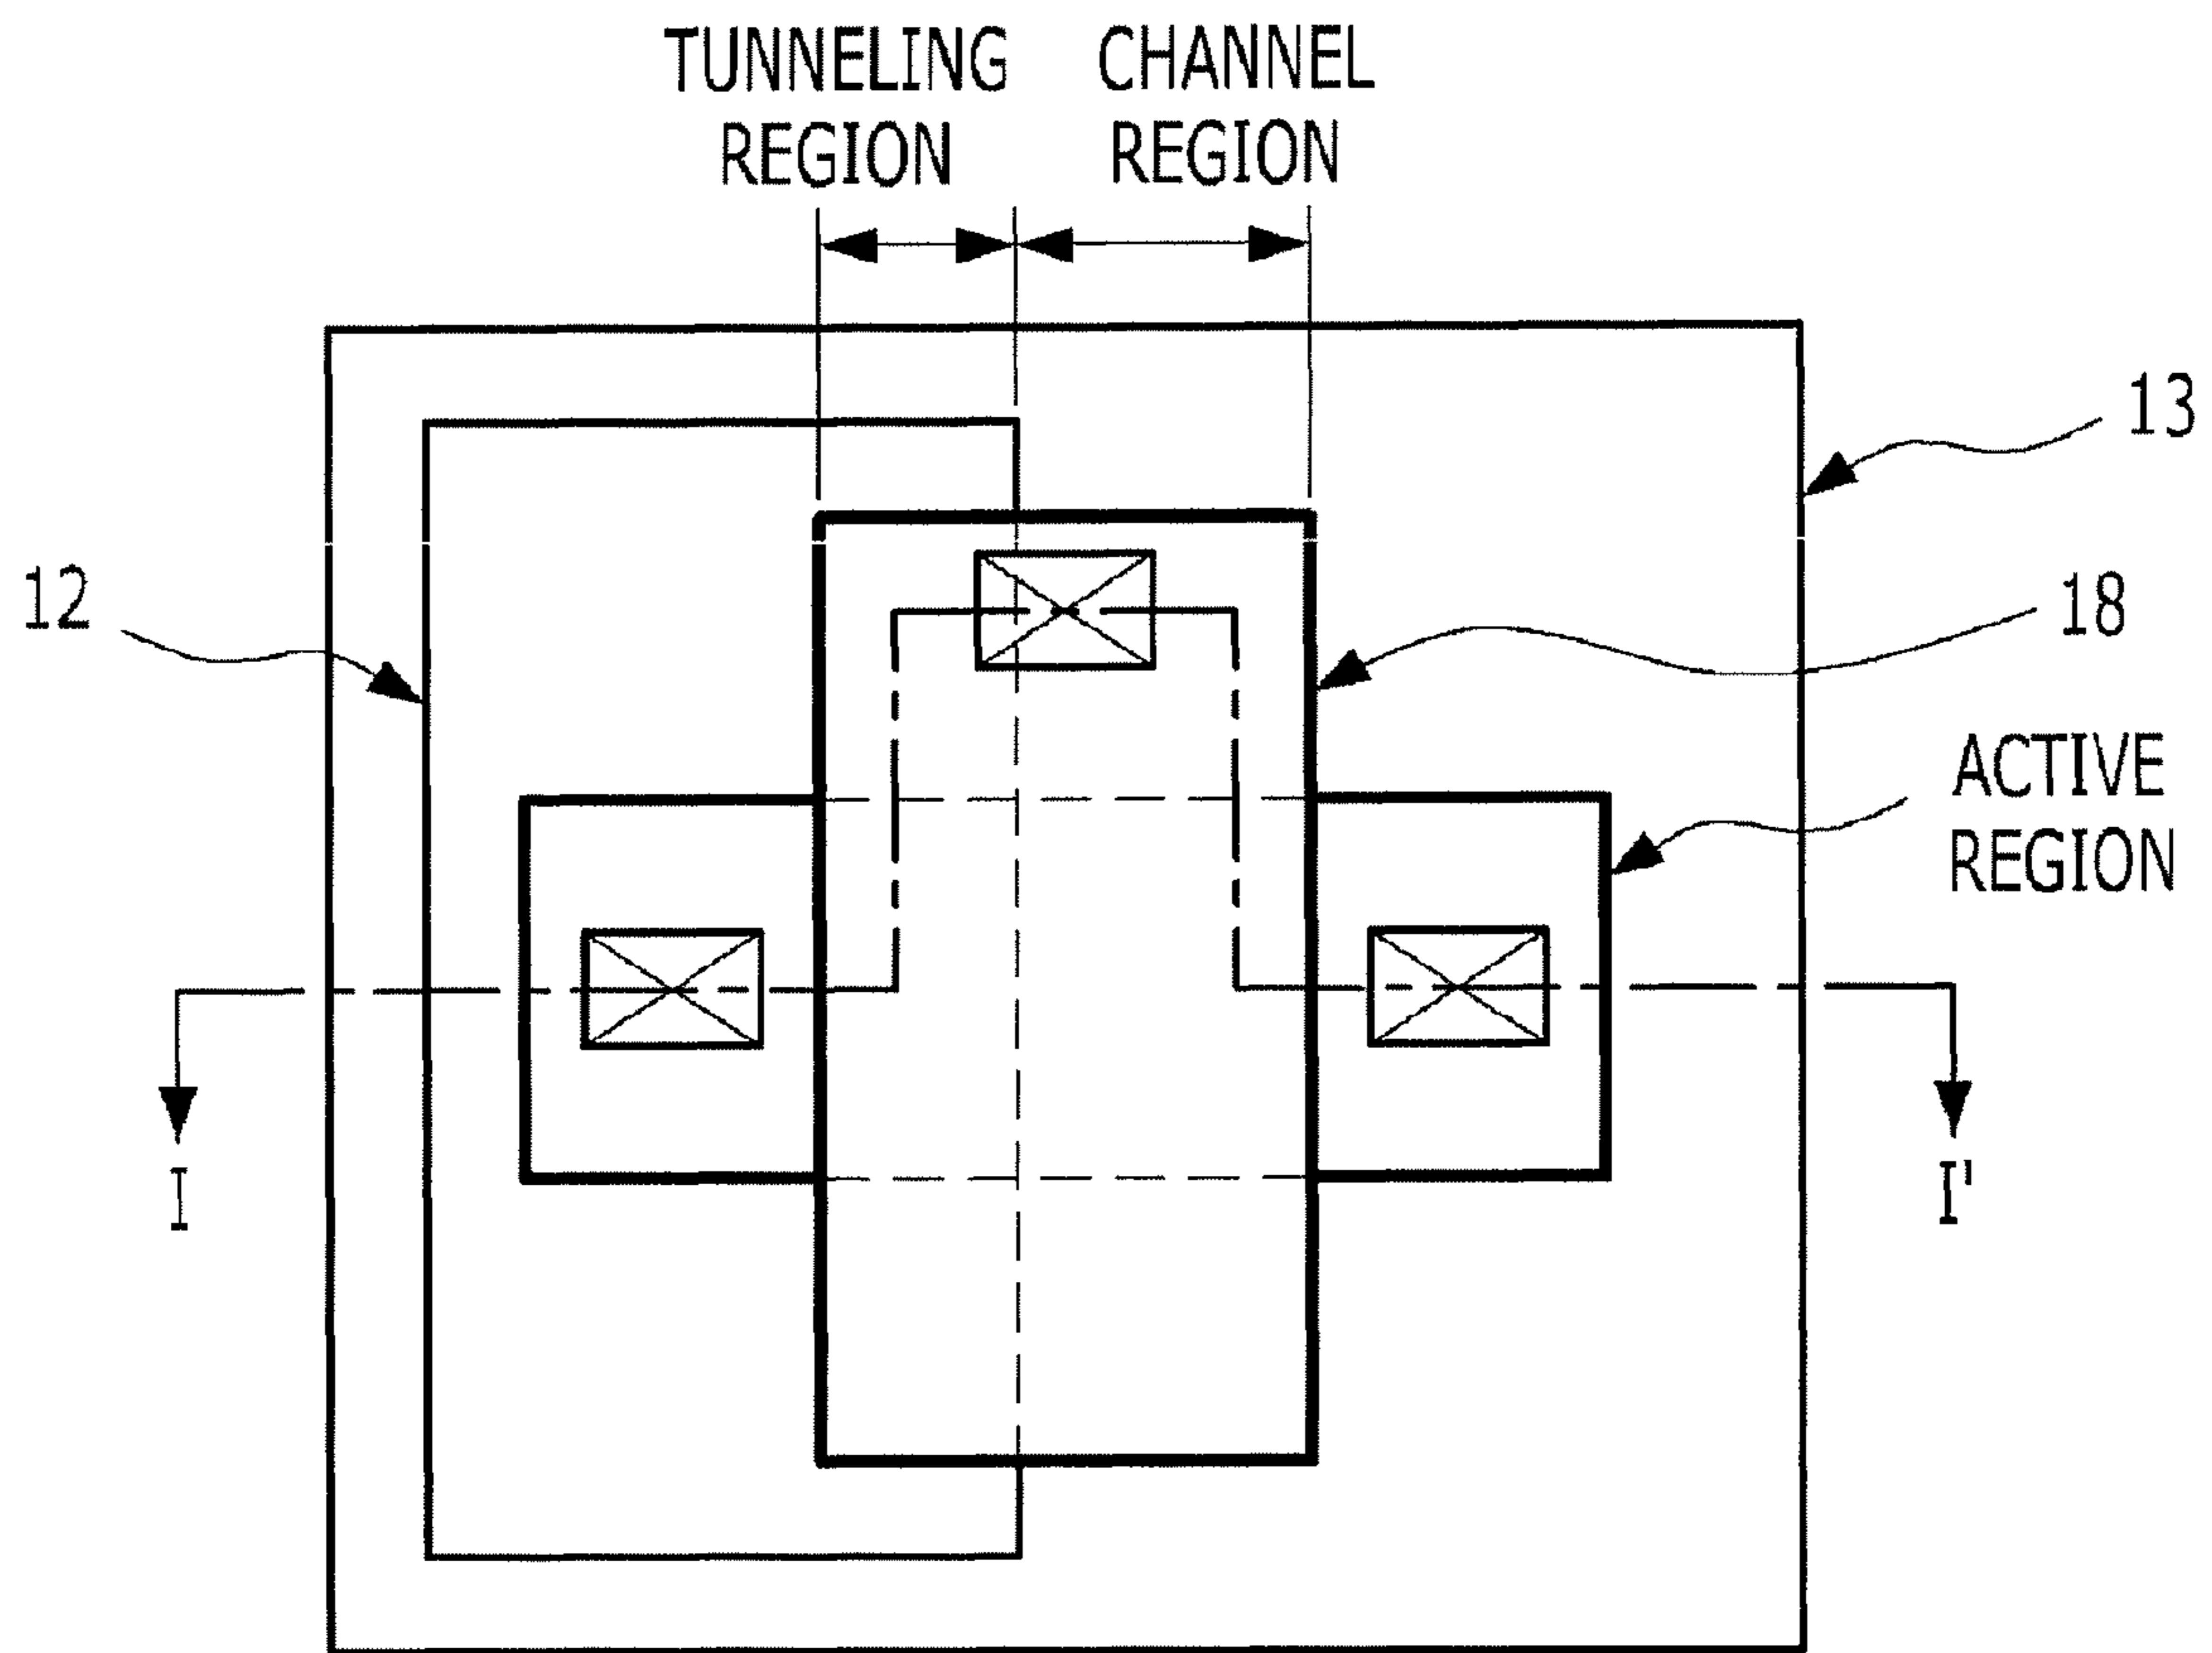 TUNNELING CHANNEL
REGION REGION
13
12
18
ACTIVE
REGION
I
I'